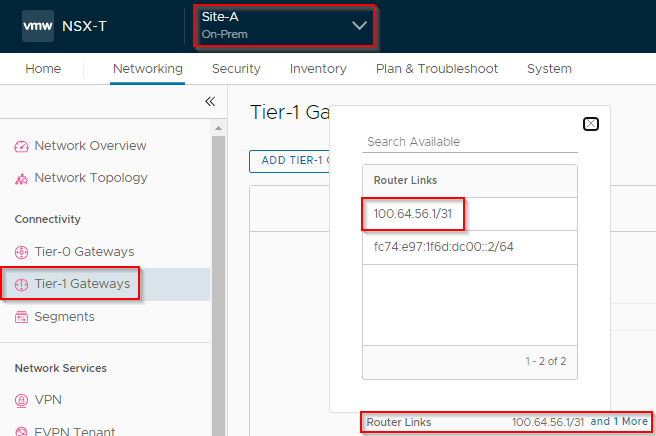 vmw NSX-T
Site-A
On-Prem
Home Networking Security Inventory Plan & Troubleshoot System
«
Network Overview
Network Topology
Connectivity
Tier-0 Gateways
Tier-1 Gateways
Segments
Network Services
VPN
EVPN Tenant
Tier-1 Ga
ADD TIER-1
Search Available
Router Links
100.64.56.1/31
fc74:e97:1f6d:dc00::2/64
1 - 2 of 2
Router Links 100.64.56.1/31 and 1 More